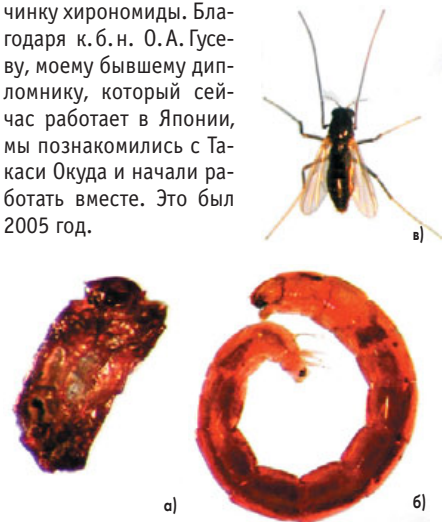 чинку хирономиды. Бла-
годаря к. б. н. О. А. Гусе-
ву, моему бывшему дип-
ломнику, который сей-
час работает в Японии,
мы познакомились с Та-
каси Окуда и начали ра-
ботать вместе. Это был
2005 год.
в)
а)
б)